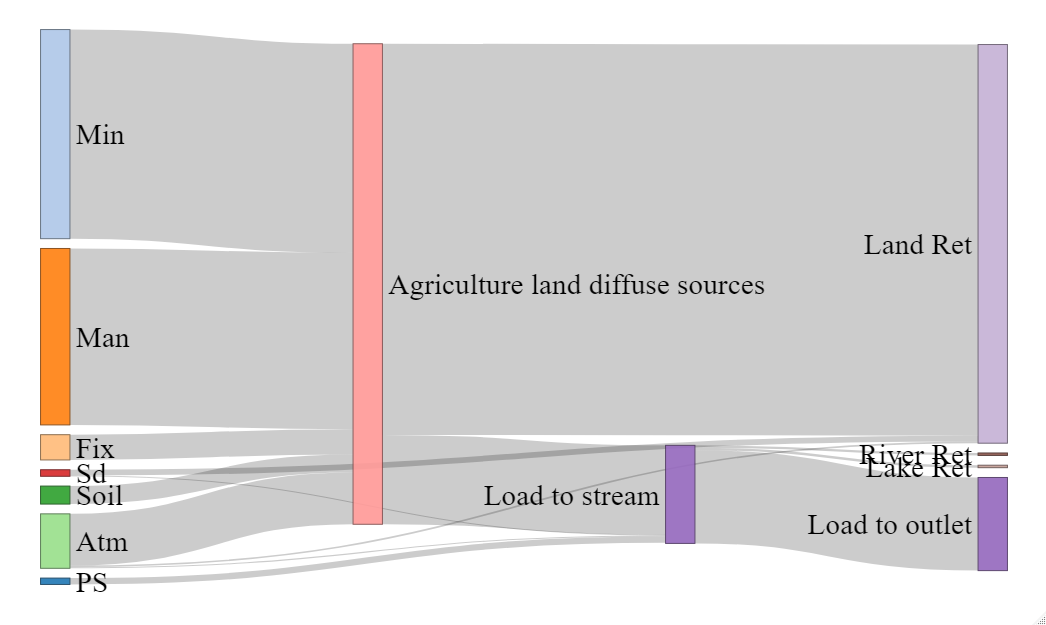 Min
Man
Fix
Sd
Soil
Atm
PS
Agriculture land diffuse sources
Load to stream
Land Ret
River Ret
Lake Ret
Load to outlet